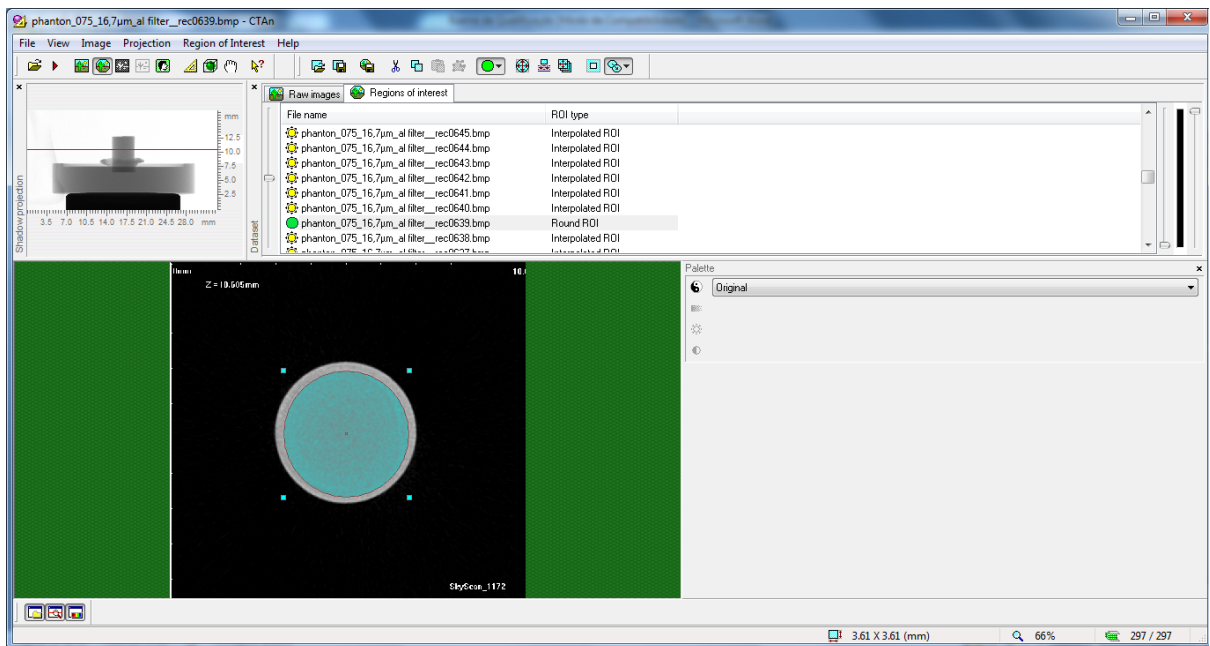 phanton_075_16,7µm_al filter__rec0639.bmp - CTAn
File View Image Projection Region of Interest Help
Raw images Regions of interest
File name ROI type
phanton_075_16,7µm_al filter__rec0645.bmp Interpolated ROI
phanton_075_16,7µm_al filter__rec0644.bmp Interpolated ROI
phanton_075_16,7µm_al filter__rec0643.bmp Interpolated ROI
phanton_075_16,7µm_al filter__rec0642.bmp Interpolated ROI
phanton_075_16,7µm_al filter__rec0641.bmp Interpolated ROI
phanton_075_16,7µm_al filter__rec0640.bmp Interpolated ROI
phanton_075_16,7µm_al filter__rec0639.bmp Round ROI
phanton_075_16,7µm_al filter__rec0638.bmp Interpolated ROI
mm
12.5
10.0
7.5
5.0
2.5
3.5 7.0 10.5 14.0 17.5 21.0 24.5 28.0 mm
Shadow projection
Dataset
Z = 10.605mm
SkyScan_1172
Palette
Original
3.61 X 3.61 (mm) 66% 297 / 297